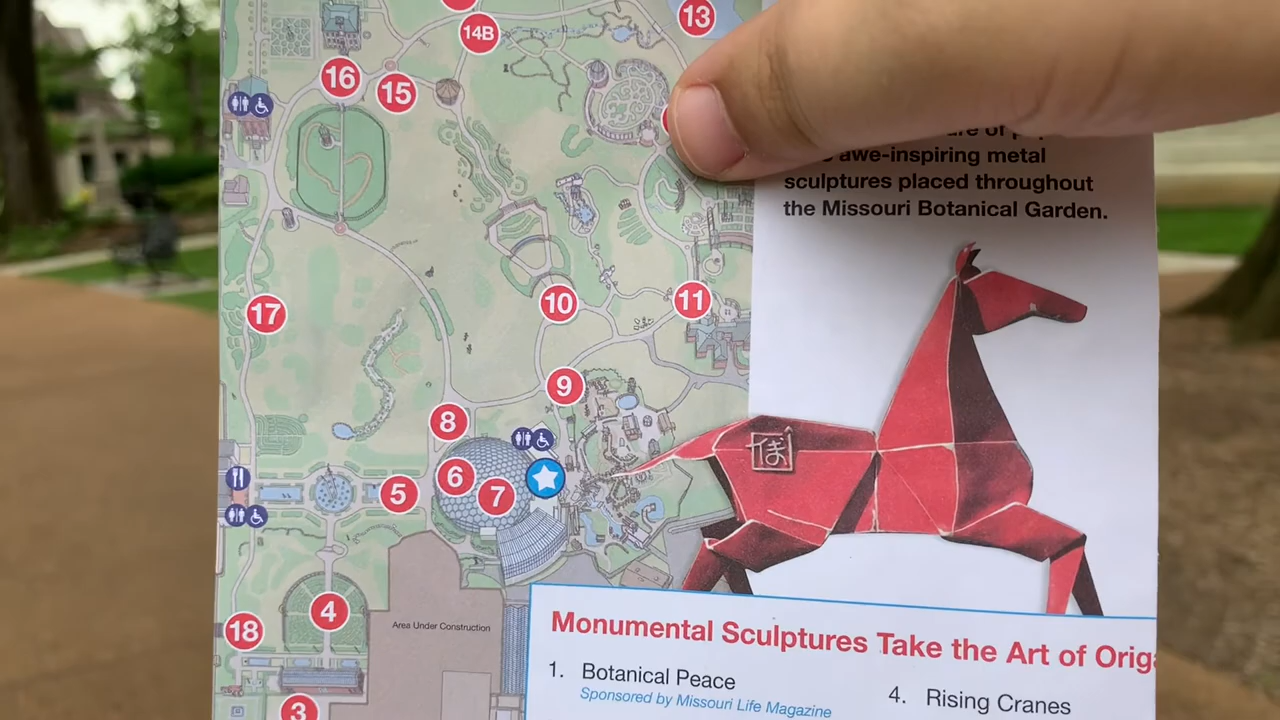 13
14B
16
15
awe-inspiring metal
sculptures placed throughout
the Missouri Botanical Garden.
17
10
11
9
8
6
7
5
4
18
Area Under Construction
3
Monumental Sculptures Take the Art of Orig
1. Botanical Peace
Sponsored by Missouri Life Magazine
4. Rising Cranes